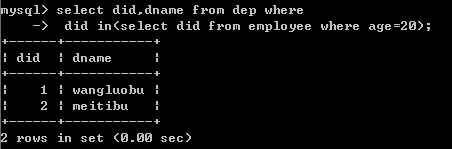 mysql> select did,dname from dep where
    ->  did in(select did from employee where age=20);
+------+-----------+
| did  | dname     |
+------+-----------+
|    1 | wangluobu |
|    2 | meitibu   |
+------+-----------+
2 rows in set (0.00 sec)